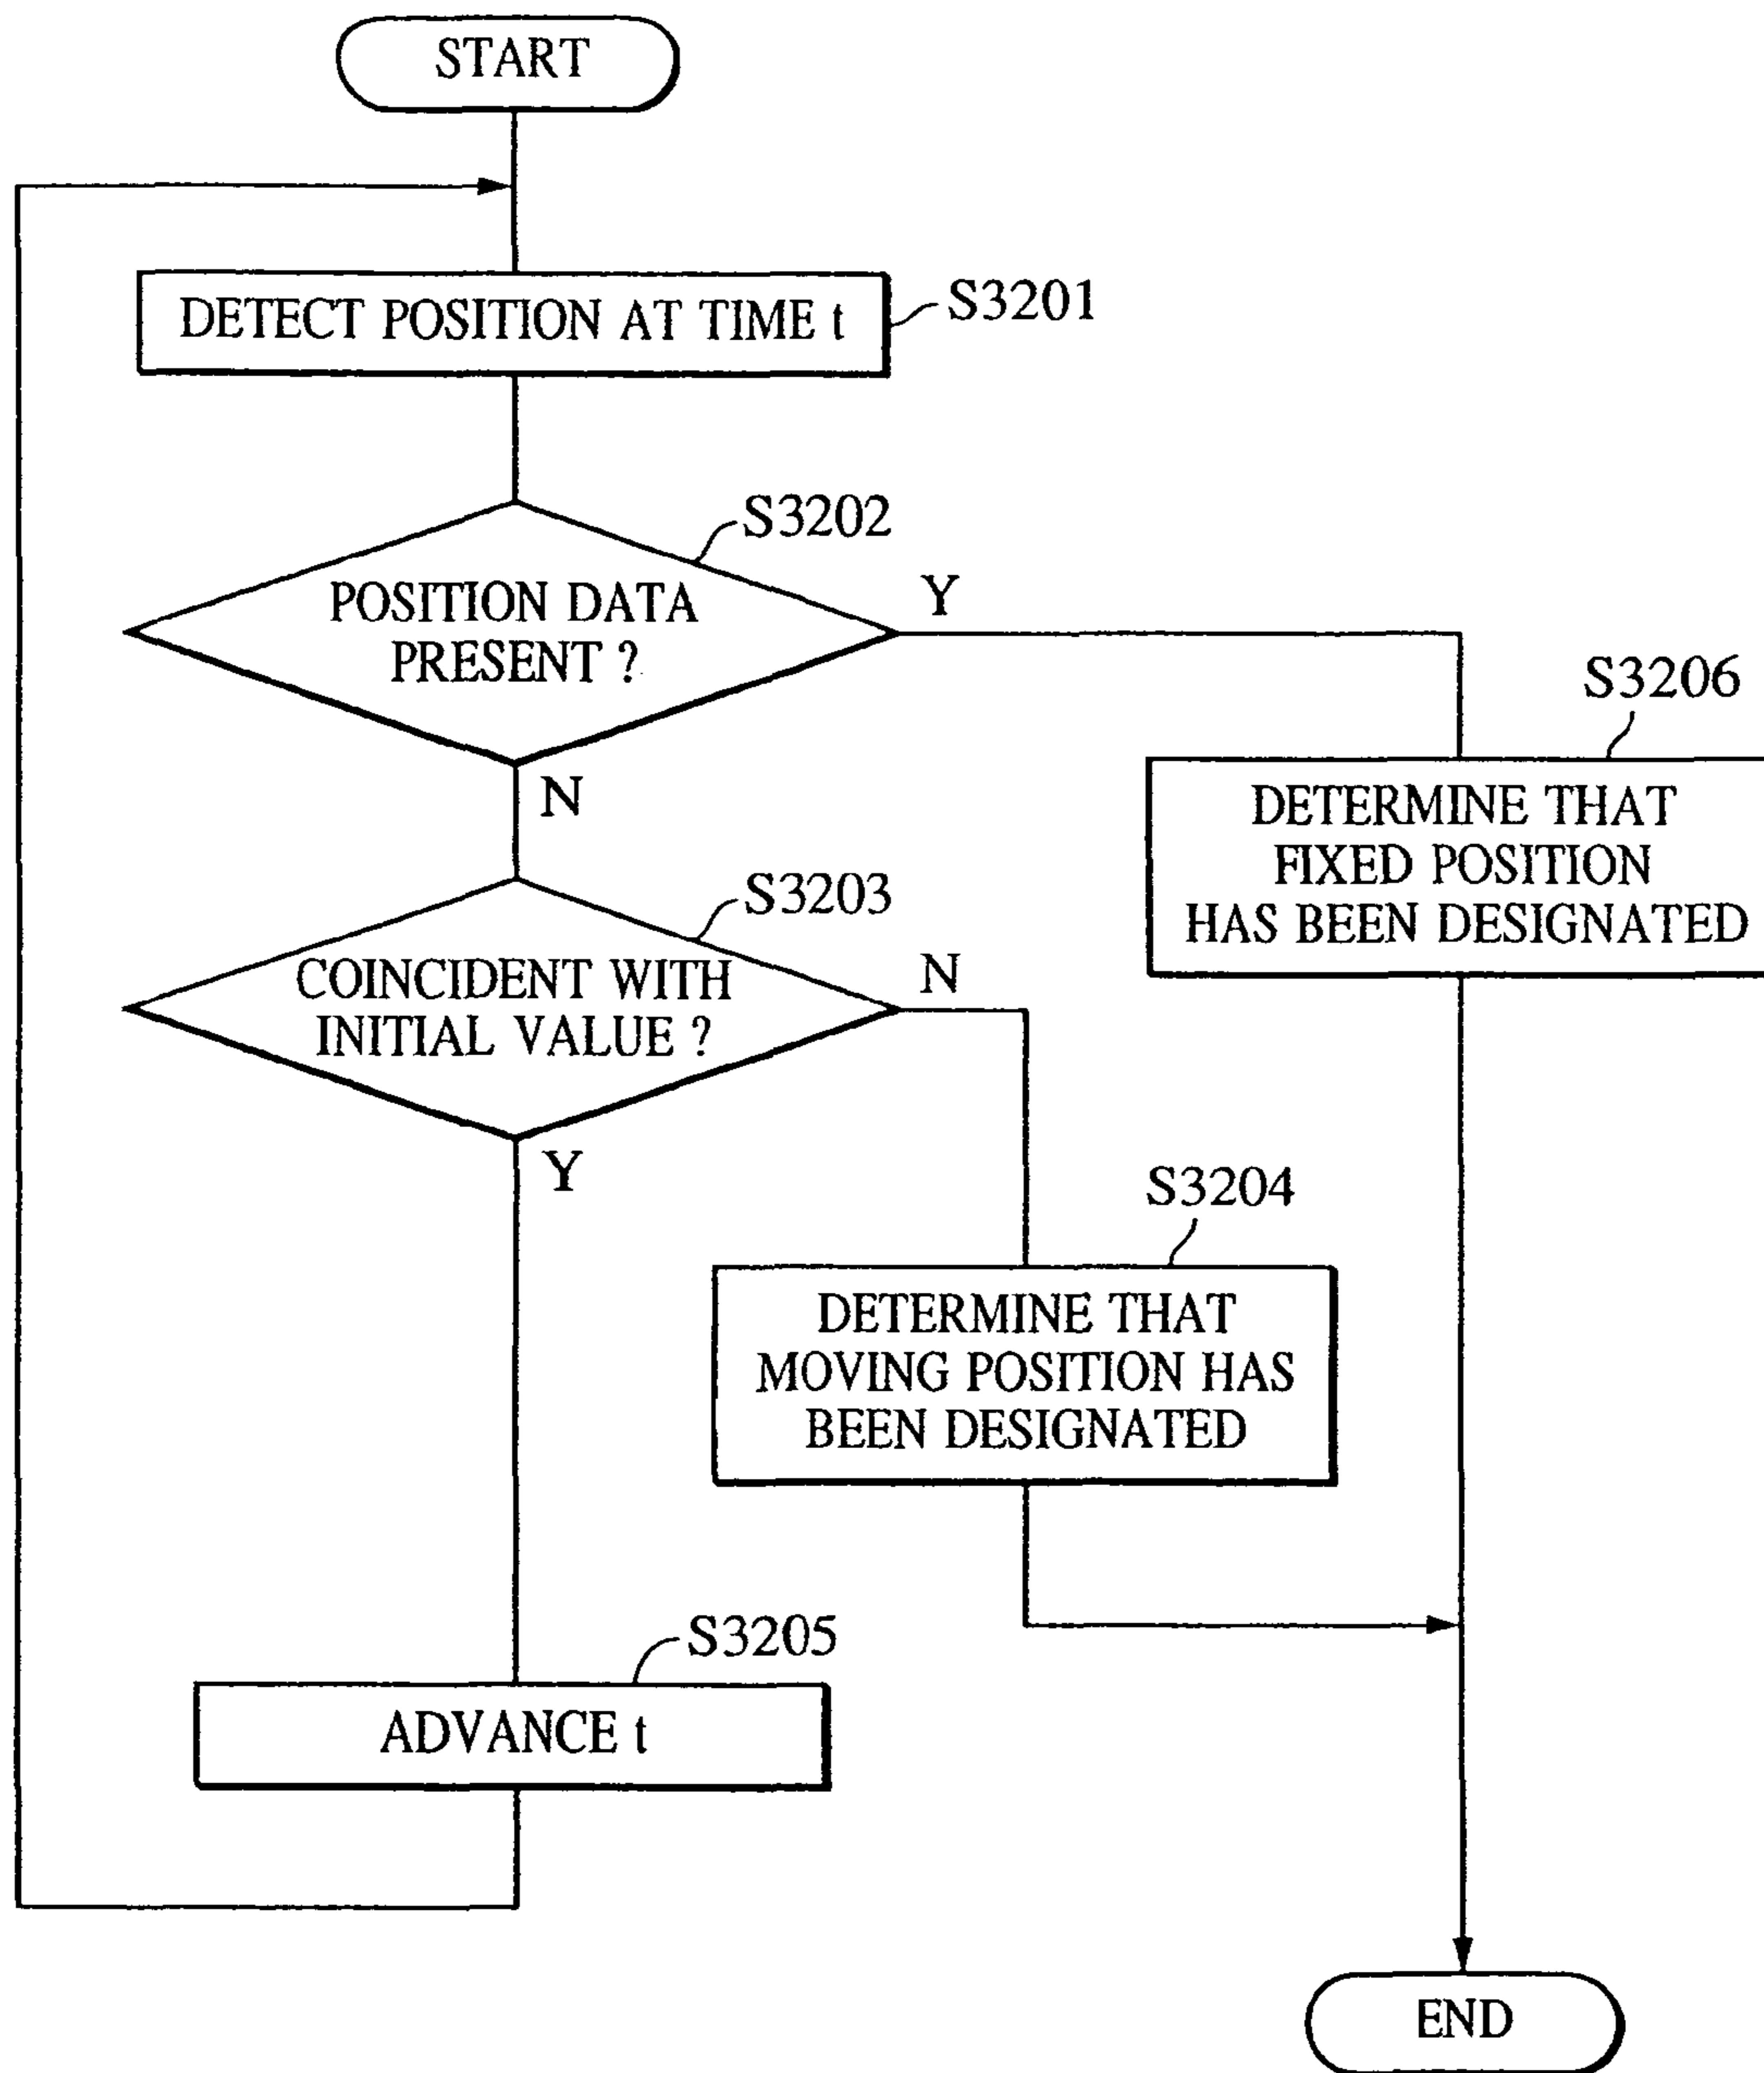 START
DETECT POSITION AT TIME t
S3201
S3202
POSITION DATA
PRESENT ?
Y
N
S3206
DETERMINE THAT
FIXED POSITION
HAS BEEN DESIGNATED
S3203
COINCIDENT WITH
INITIAL VALUE ?
N
Y
S3204
DETERMINE THAT
MOVING POSITION HAS
BEEN DESIGNATED
S3205
ADVANCE t
END